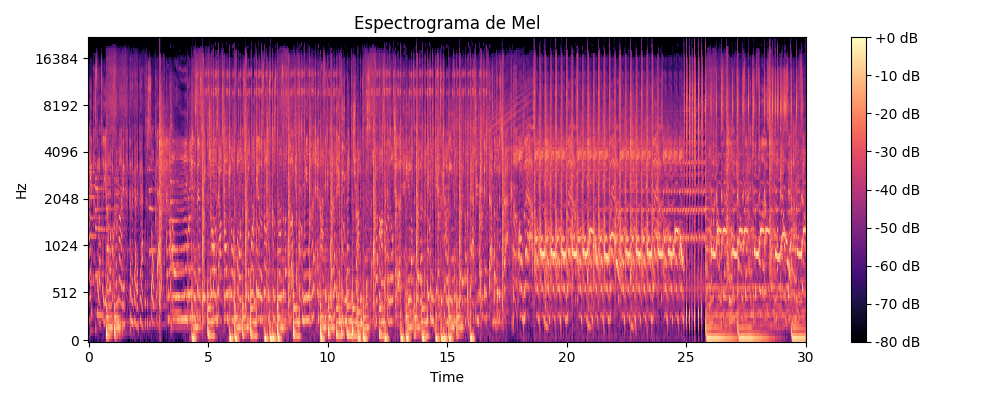 Espectrograma de Mel
Hz
16384
8192
4096
2048
1024
512
0
0 5 10 15 20 25 30
Time
+0 dB
-10 dB
-20 dB
-30 dB
-40 dB
-50 dB
-60 dB
-70 dB
-80 dB